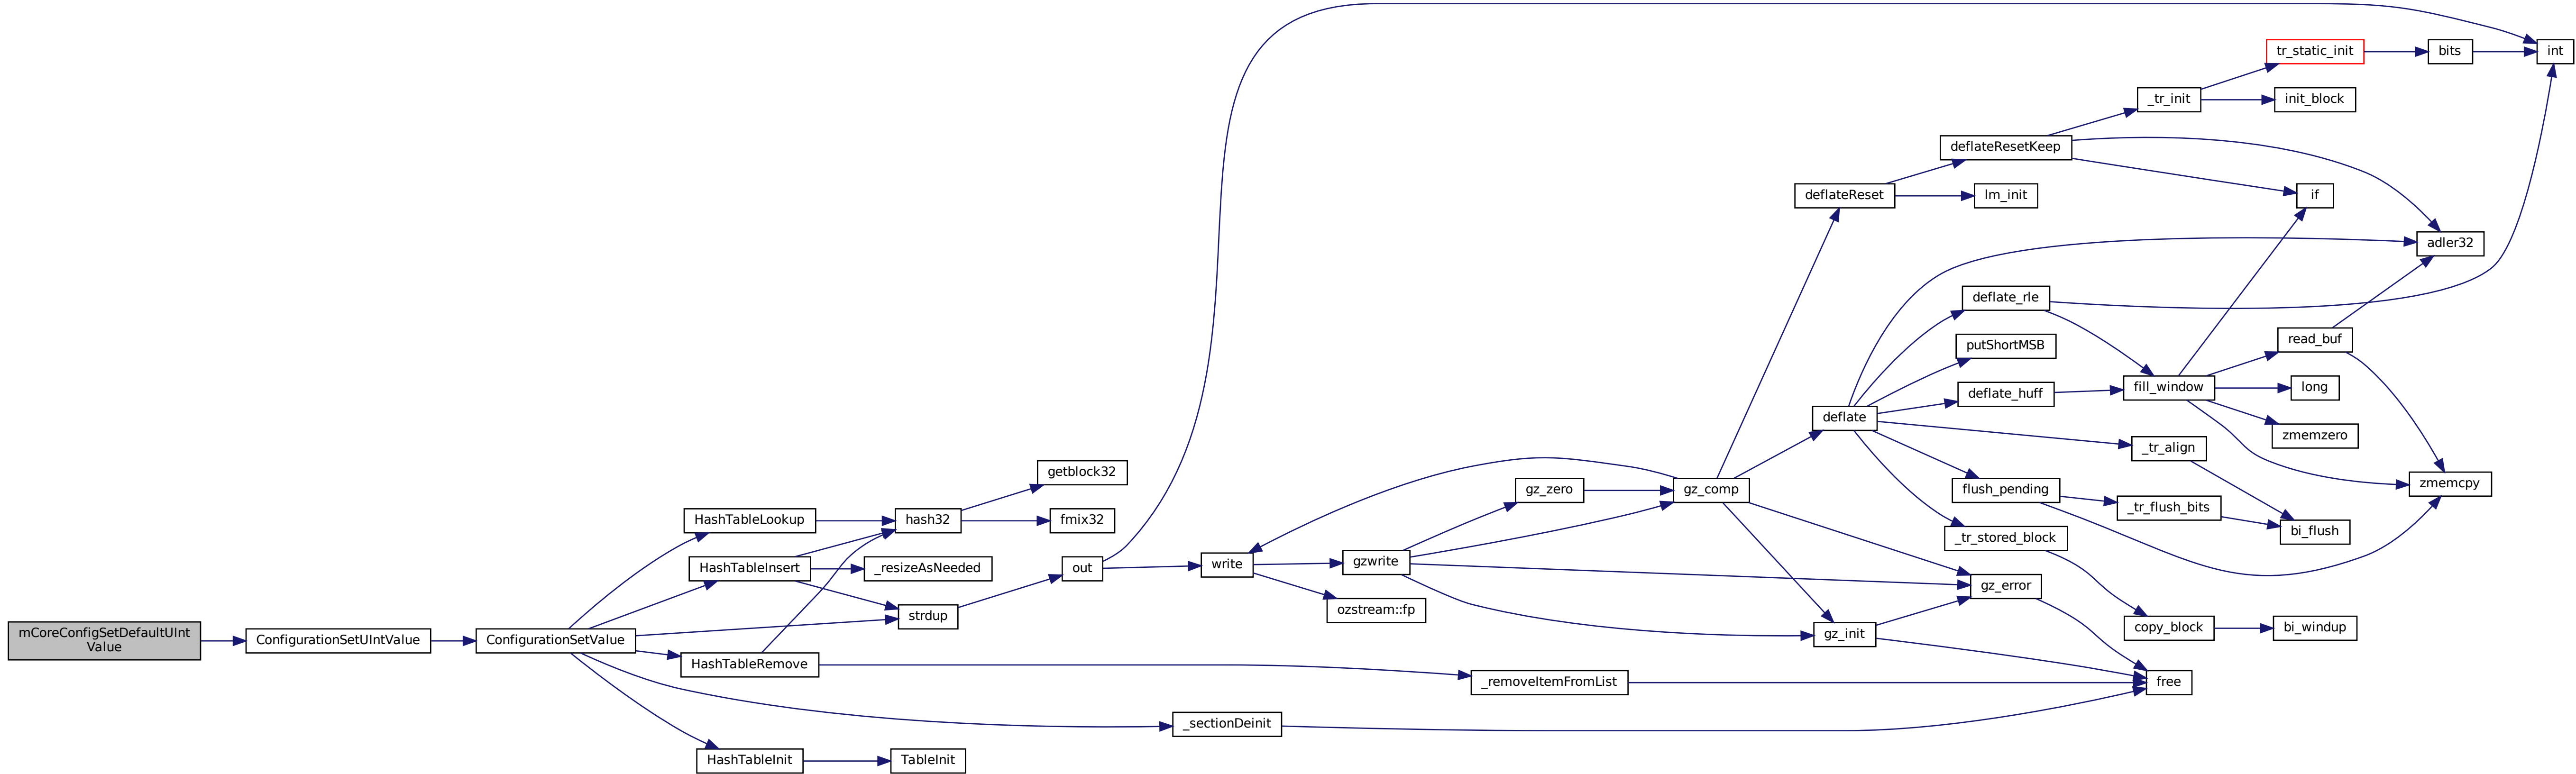 tr_static_init
bits
int
_tr_init
init_block
deflateResetKeep
deflateReset
lm_init
if
adler32
deflate_rle
putShortMSB
read_buf
deflate_huff
fill_window
long
deflate
zmemzero
_tr_align
getblock32
gz_zero
gz_comp
flush_pending
zmemcpy
HashTableLookup
hash32
fmix32
_tr_flush_bits
bi_flush
_tr_stored_block
HashTableInsert
_resizeAsNeeded
out
write
gzwrite
gz_error
strdup
ozstream::fp
mCoreConfigSetDefaultUInt
Value
ConfigurationSetUIntValue
ConfigurationSetValue
gz_init
copy_block
bi_windup
HashTableRemove
_removeItemFromList
free
_sectionDeinit
HashTableInit
TableInit